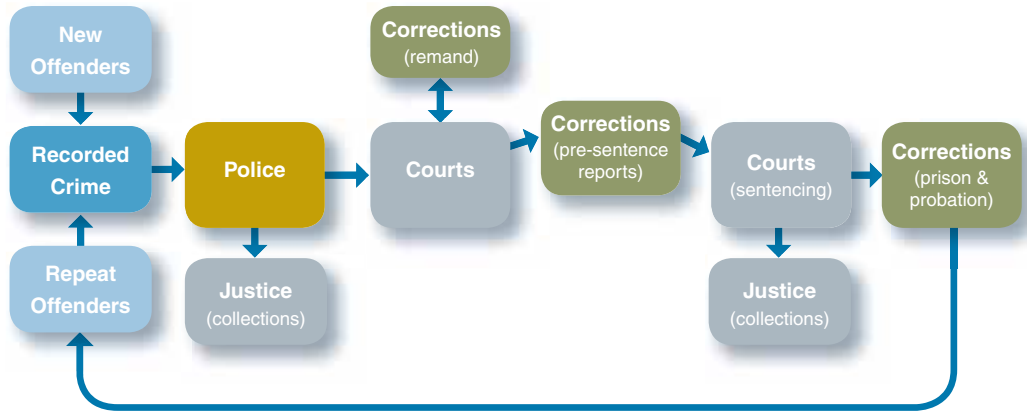 New
Offenders
Recorded
Crime
Repeat
Offenders
Police
Justice
(collections)
Corrections
(remand)
Courts
Corrections
(pre-sentence
reports)
Courts
(sentencing)
Justice
(collections)
Corrections
(prison &
probation)